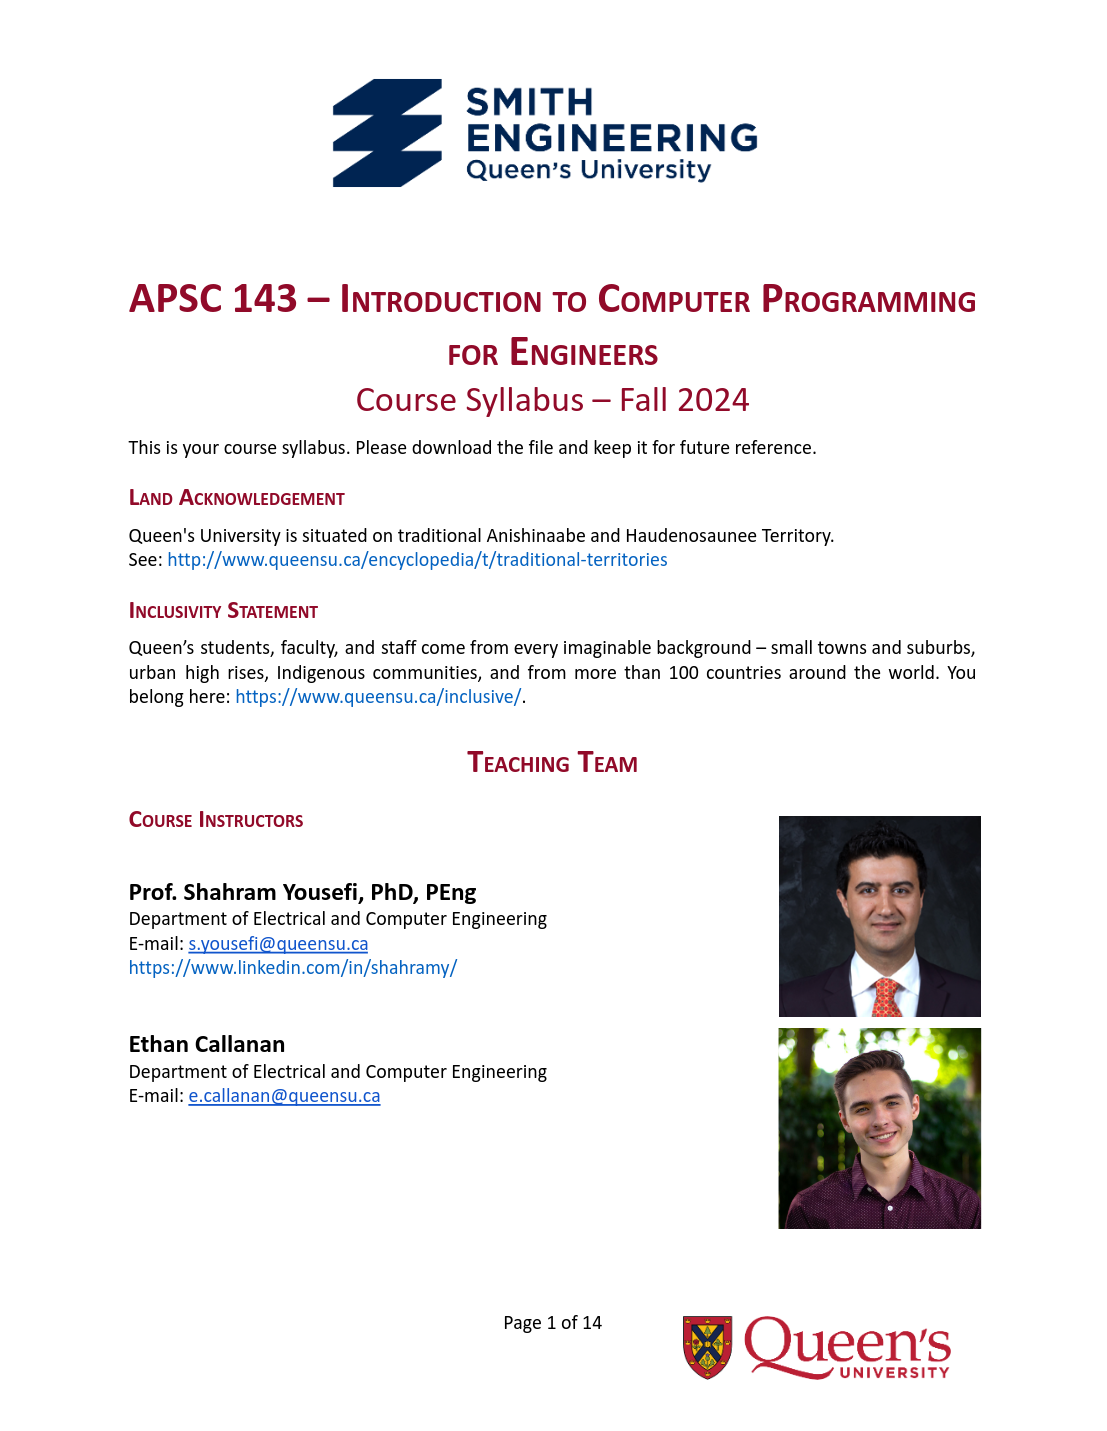 SMITH
ENGINEERING
Queen's University
APSC 143 – Introduction to Computer Programming
for Engineers
Course Syllabus – Fall 2024
This is your course syllabus. Please download the file and keep it for future reference.
Land Acknowledgement
Queen's University is situated on traditional Anishinaabe and Haudenosaunee Territory.
See: http://www.queensu.ca/encyclopedia/t/traditional-territories
Inclusivity Statement
Queen’s students, faculty, and staff come from every imaginable background – small towns and suburbs,
urban high rises, Indigenous communities, and from more than 100 countries around the world. You
belong here: https://www.queensu.ca/inclusive/.
Teaching Team
Course Instructors
Prof. Shahram Yousefi, PhD, PEng
Department of Electrical and Computer Engineering
E-mail: s.yousefi@queensu.ca
https://www.linkedin.com/in/shahramy/
Ethan Callanan
Department of Electrical and Computer Engineering
E-mail: e.callanan@queensu.ca
Page 1 of 14
Queen's
UNIVERSITY